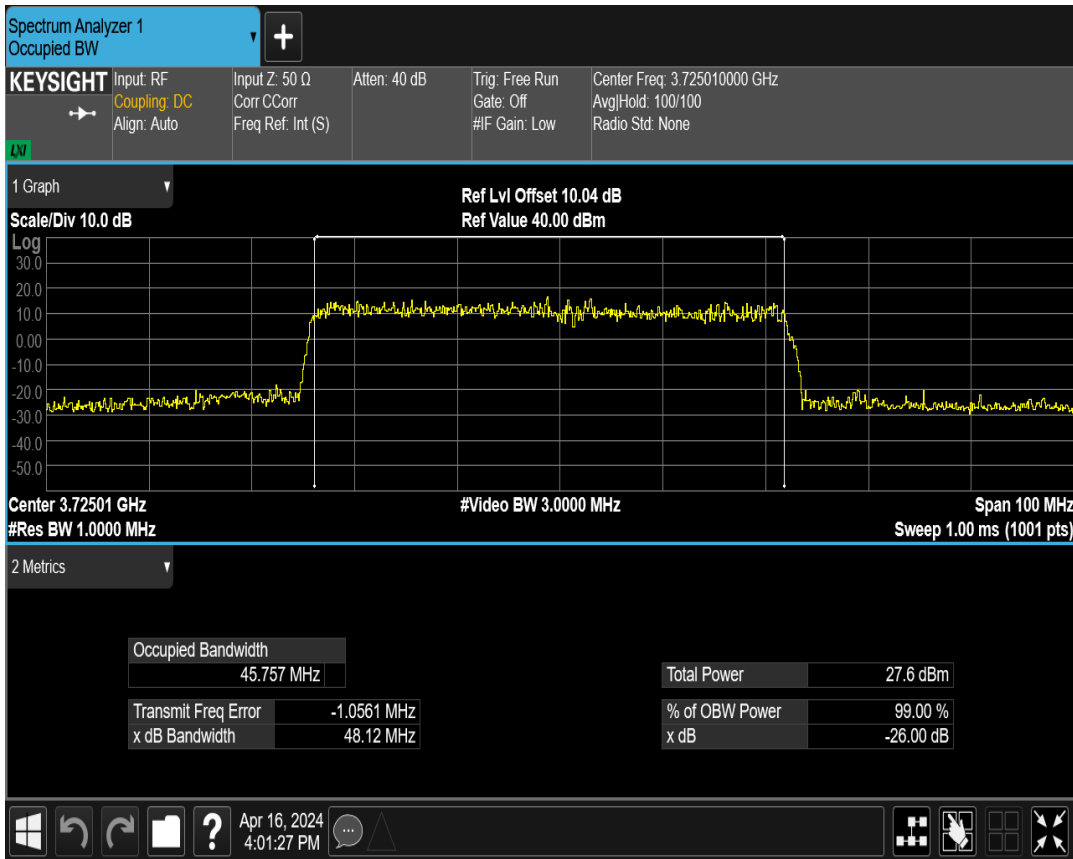 Spectrum Analyzer 1
Occupied BW
+
KEYSIGHT
LXI
Input: RF
Coupling: DC
Align: Auto
Input Z: 50 Ω
Corr CCorr
Freq Ref: Int (S)
Atten: 40 dB
Trig: Free Run
Gate: Off
#IF Gain: Low
Center Freq: 3.725010000 GHz
Avg|Hold: 100/100
Radio Std: None
1 Graph
Scale/Div 10.0 dB
Ref Lvl Offset 10.04 dB
Ref Value 40.00 dBm
Log
30.0
20.0
10.0
0.00
-10.0
-20.0
-30.0
-40.0
-50.0
Center 3.72501 GHz
#Video BW 3.0000 MHz
Span 100 MHz
#Res BW 1.0000 MHz
Sweep 1.00 ms (1001 pts)
2 Metrics
Occupied Bandwidth
45.757 MHz
Total Power 27.6 dBm
Transmit Freq Error -1.0561 MHz
% of OBW Power 99.00 %
x dB Bandwidth 48.12 MHz
x dB -26.00 dB
?
Apr 16, 2024
4:01:27 PM